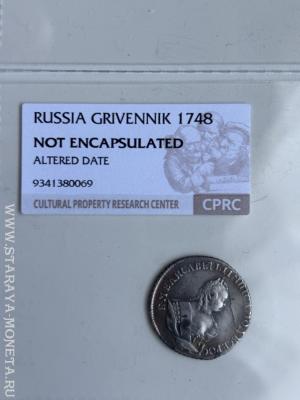 RUSSIA GRIVENNIK 1748
NOT ENCAPSULATED
ALTERED DATE
9341380069
CULTURAL PROPERTY RESEARCH CENTER CPRC
WWW.STARAYA-MONETA.RU